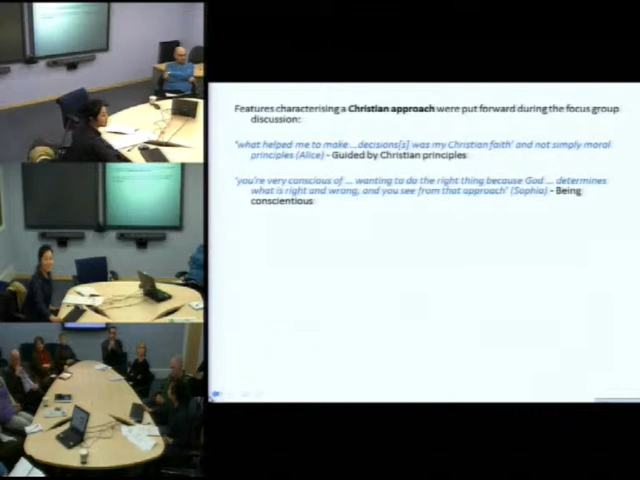 Features characterising a Christian approach were put forward during the focus group
discussion:
'what helped me to make ...decisions[s] was my Christian faith' and not simply moral
principles (Alice) - Guided by Christian principles
'you're very conscious of ... wanting to do the right thing because God ... determines
what is right and wrong, and you see from that approach' (Sophia) - Being
conscientious